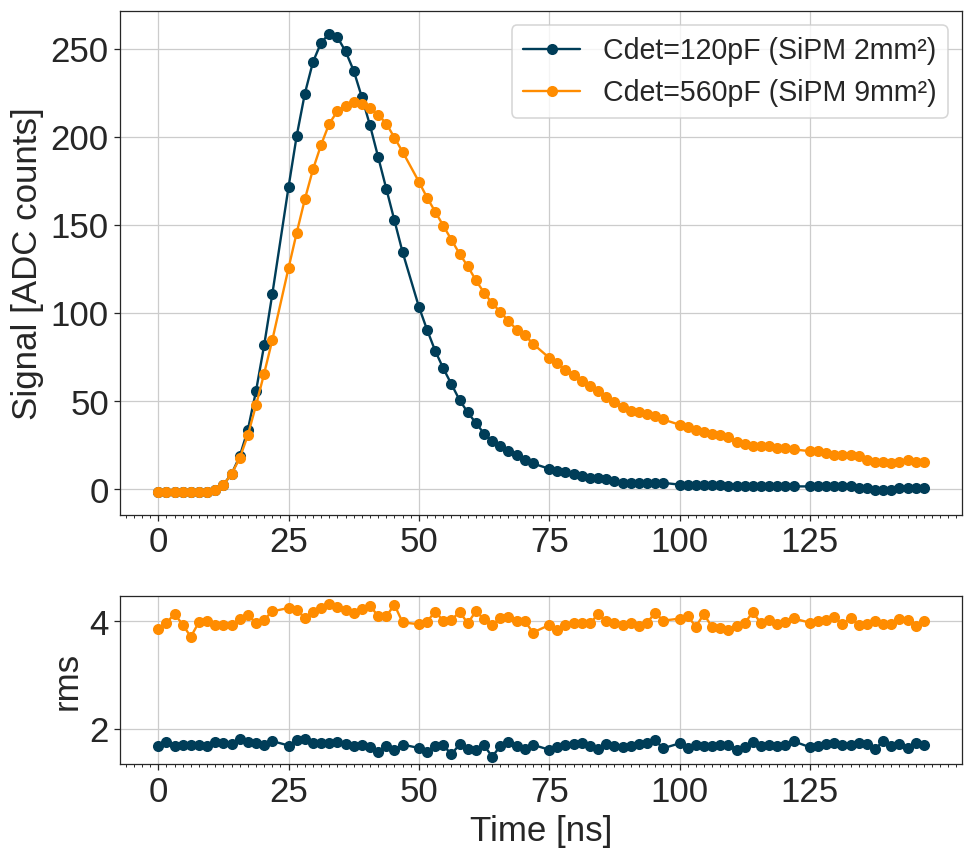 Signal [ADC counts]
250
200
150
100
50
0
Cdet=120pF (SiPM 2mm²)
Cdet=560pF (SiPM 9mm²)
0 25 50 75 100 125
rms
4
2
0 25 50 75 100 125
Time [ns]